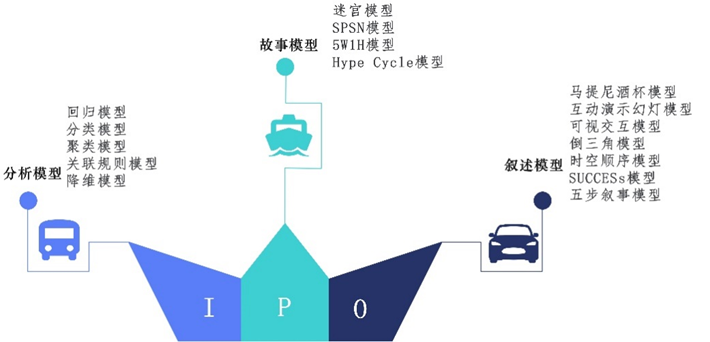 迷宫模型
SPSN模型
5W1H模型
Hype Cycle模型
故事模型
马提尼酒杯模型
互动演示幻灯模型
可视交互模型
倒三角模型
时空顺序模型
SUCCESs模型
五步叙事模型
叙述模型
回归模型
分类模型
聚类模型
关联规则模型
降维模型
分析模型
I
P
O